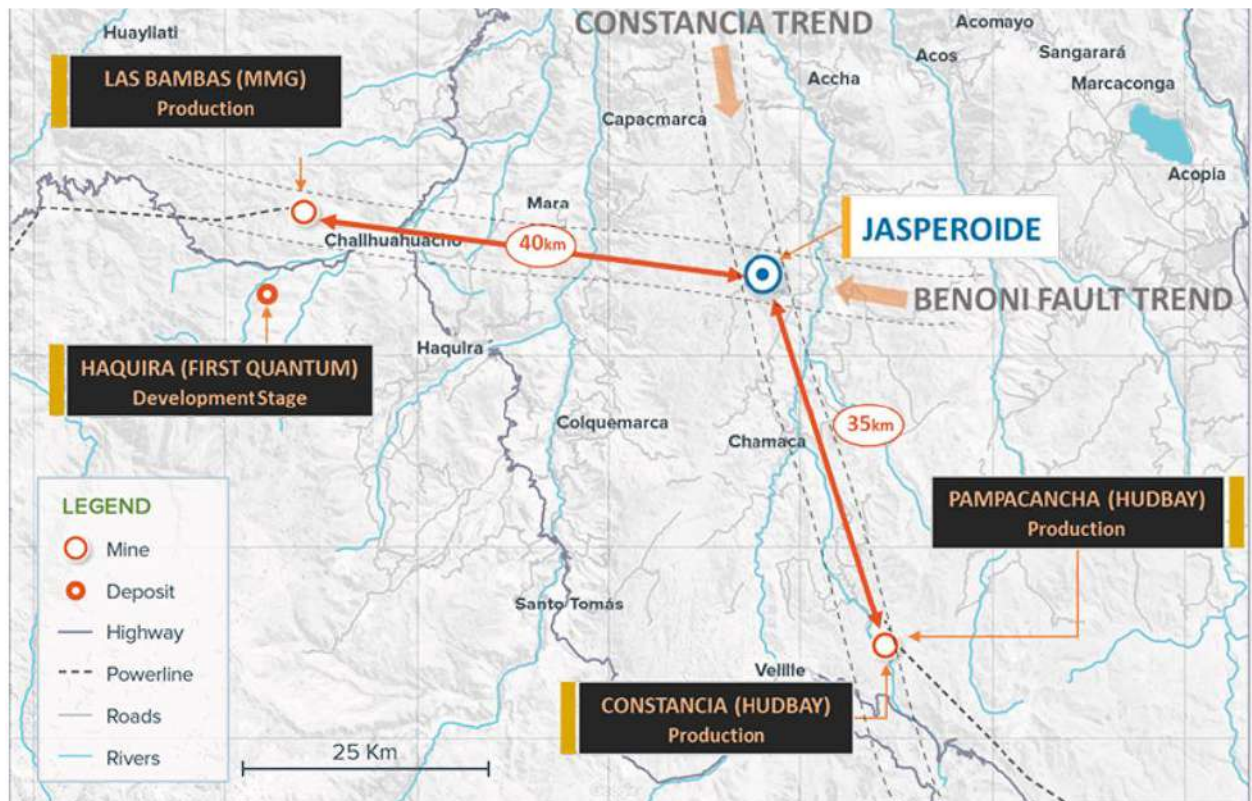 CONSTANCIA TREND
Acomayo
Huayllati
Acos
Sangarará
LAS BAMBAS (MMG)
Production
Accha
Marcaconga
Capacmarca
Acopia
Mara
JASPEROIDE
Challhuahuacho
40km
BENONI FAULT TREND
Haquira
HAQUIRA (FIRST QUANTUM)
Development Stage
Colquemarca
35km
Chamaca
LEGEND
Mine
Deposit
Highway
Powerline
Roads
Rivers
PAMPACANCHA (HUDBAY)
Production
Santo Tomás
Velille
CONSTANCIA (HUDBAY)
Production
25 Km